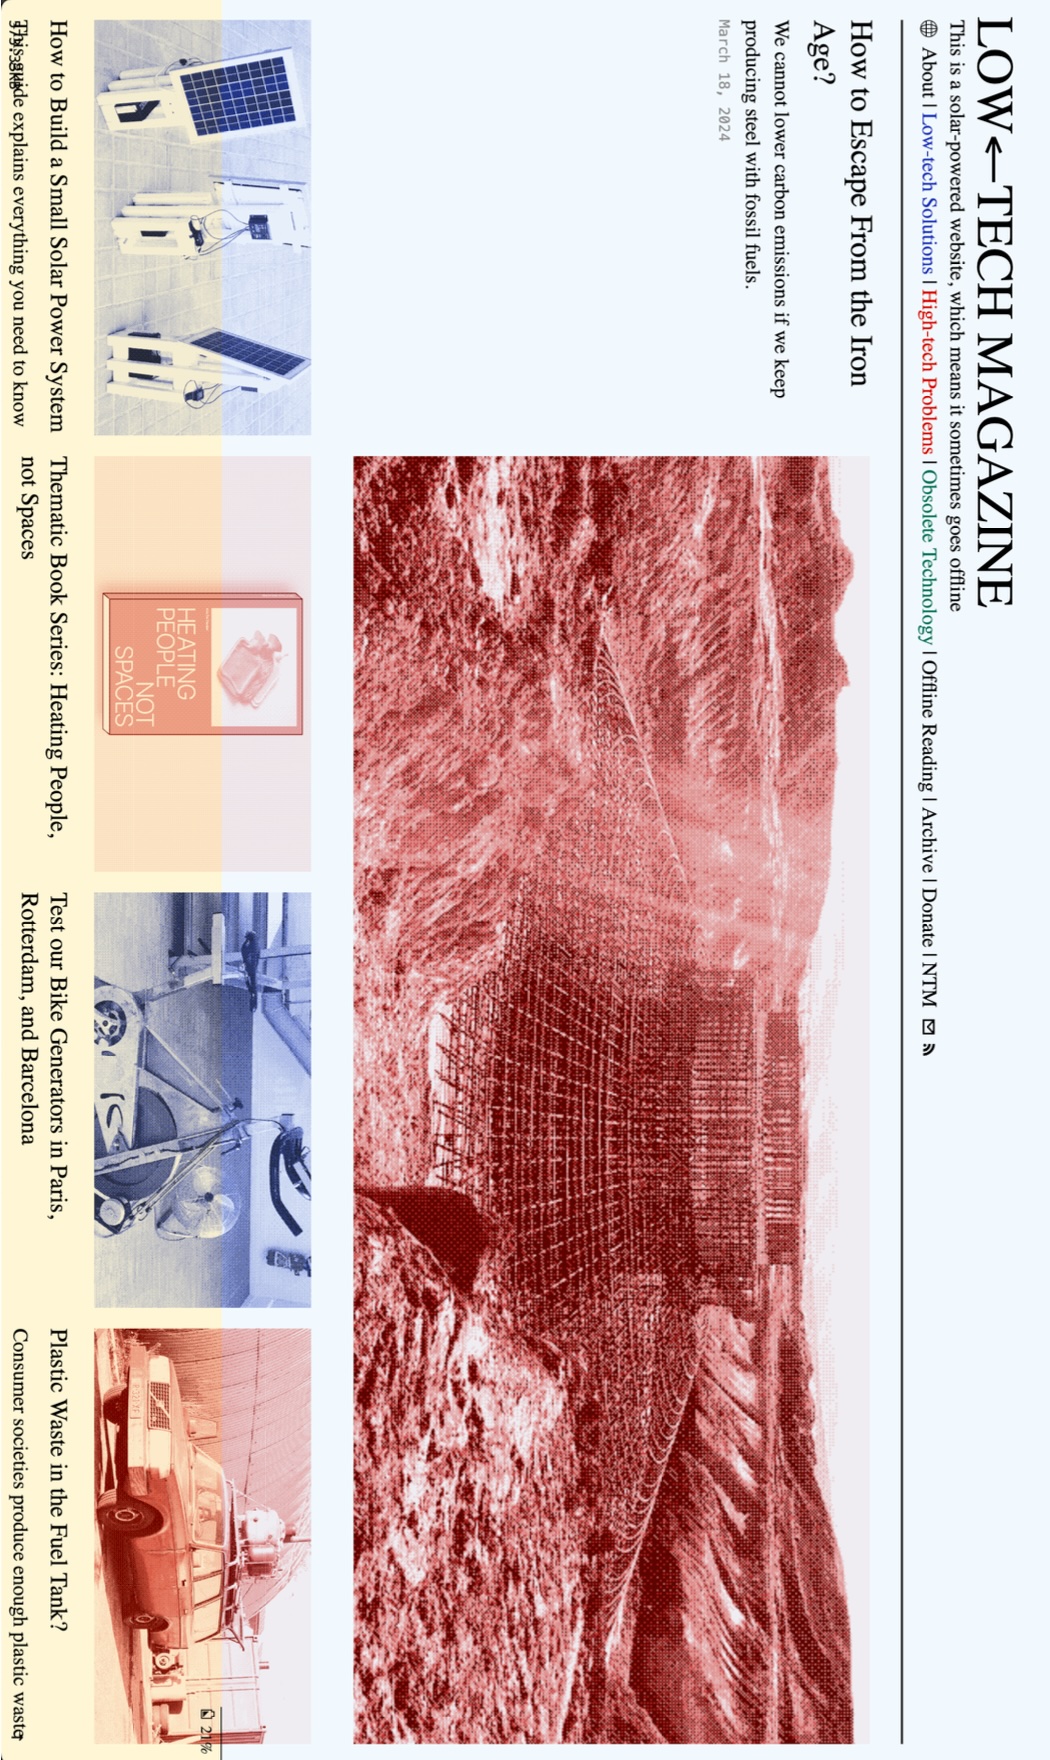 LOW←TECH MAGAZINE
This is a solar-powered website, which means it sometimes goes offline
About | Low-tech Solutions | High-tech Problems | Obsolete Technology | Offline Reading | Archive | Donate | NTM
How to Escape From the Iron
Age?
We cannot lower carbon emissions if we keep
producing steel with fossil fuels.
March 18, 2024
21%
HEATING
PEOPLE
NOT
SPACES
How to Build a Small Solar Power System
This guide explains everything you need to know
Thematic Book Series: Heating People,
not Spaces
Test our Bike Generators in Paris,
Rotterdam, and Barcelona
Plastic Waste in the Fuel Tank?
Consumer societies produce enough plastic waste